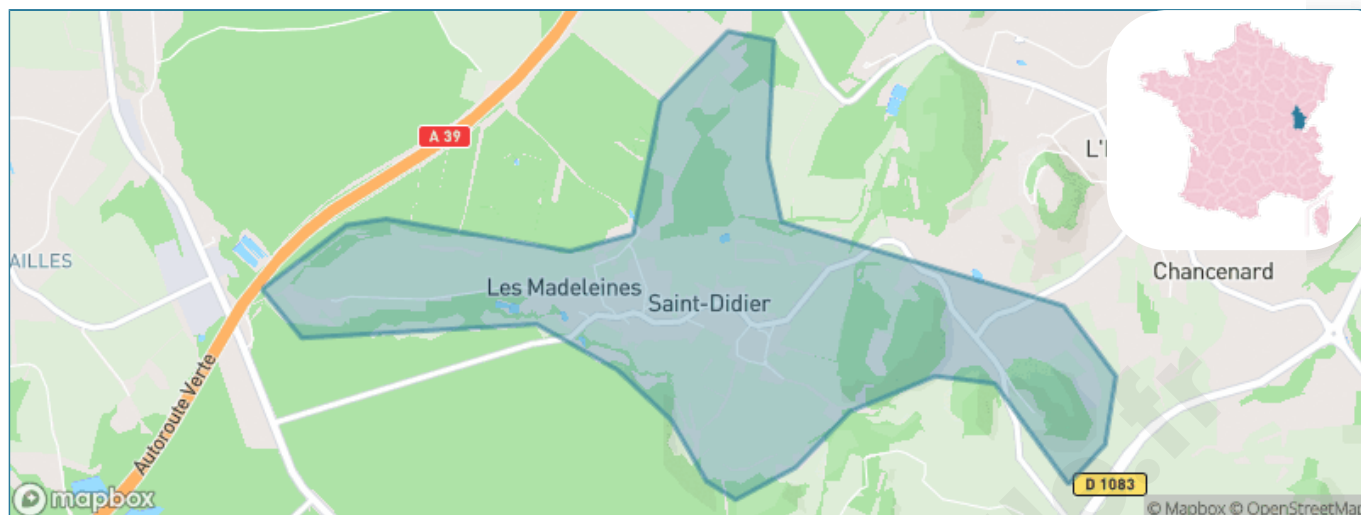 A 39
L'
AILLES
Chancenard
Les Madeleines
Saint-Didier
Autoroute Verte
D 1083
mapbox
© Mapbox © OpenStreetMap